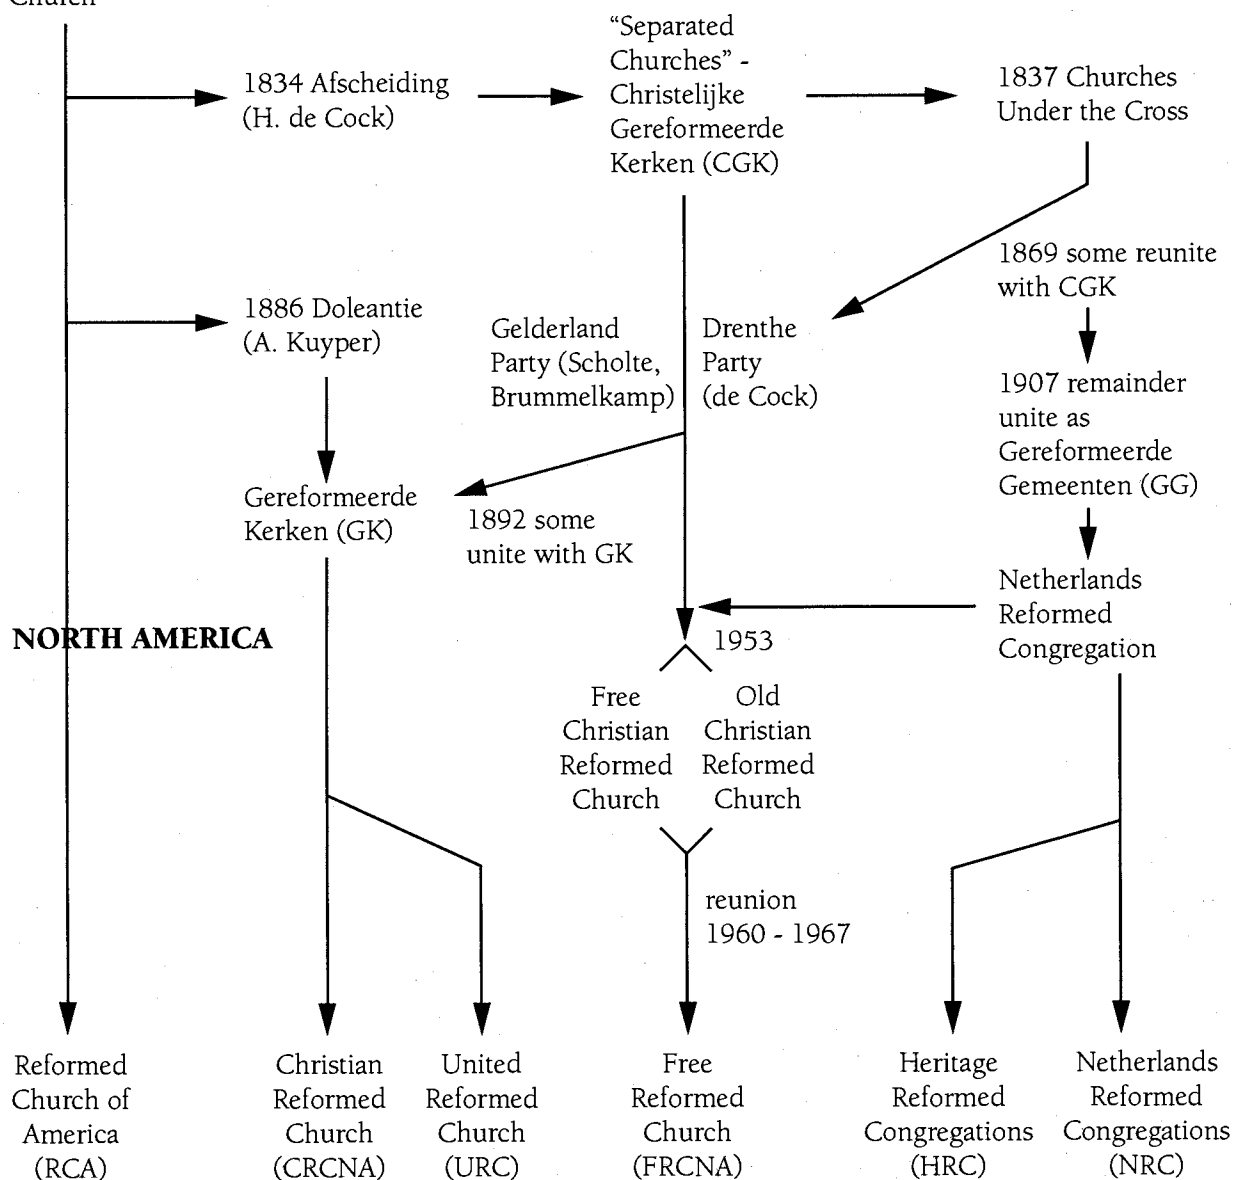 Church
1834 Afscheiding
(H. de Cock)
“Separated
Churches” -
Christelijke
Gereformeerde
Kerken (CGK)
1837 Churches
Under the Cross
1869 some reunite
with CGK
1886 Doleantie
(A. Kuyper)
Gelderland
Party (Scholte,
Brummelkamp)
Drenthe
Party
(de Cock)
1907 remainder
unite as
Gereformeerde
Gemeenten (GG)
Gereformeerde
Kerken (GK)
1892 some
unite with GK
Netherlands
Reformed
Congregation
NORTH AMERICA
1953
Free
Christian
Reformed
Church
Old
Christian
Reformed
Church
reunion
1960 - 1967
Reformed
Church of
America
(RCA)
Christian
Reformed
Church
(CRCNA)
United
Reformed
Church
(URC)
Free
Reformed
Church
(FRCNA)
Heritage
Reformed
Congregations
(HRC)
Netherlands
Reformed
Congregations
(NRC)